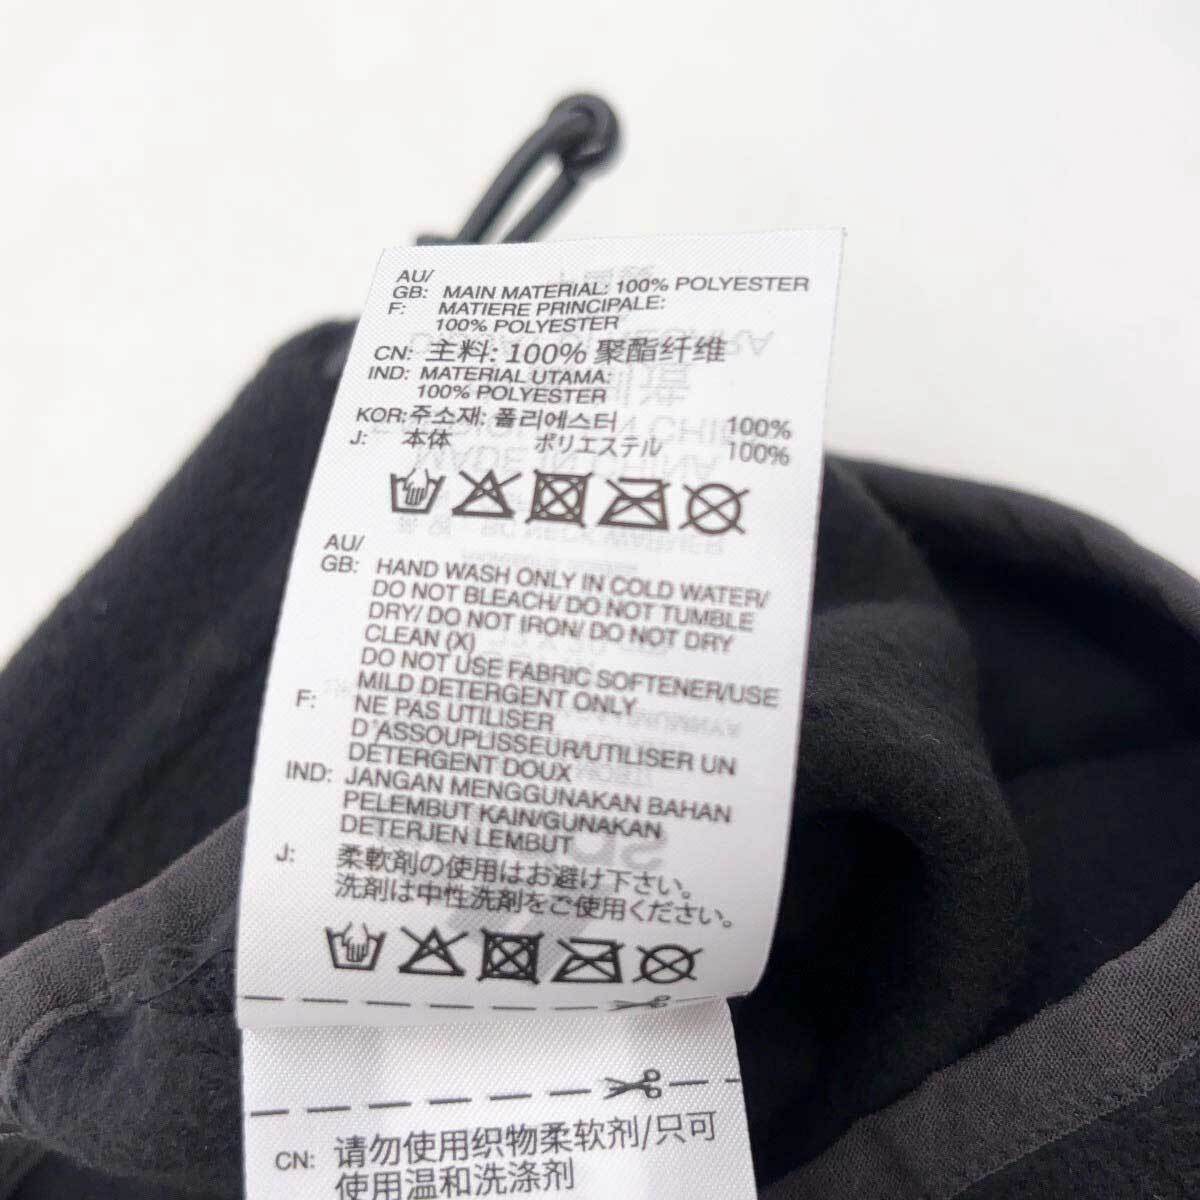 AU/
GB: MAIN MATERIAL: 100% POLYESTER
F: MATIERE PRINCIPALE:
100% POLYESTER
CN: 主料: 100% 聚酯纤维
IND: MATERIAL UTAMA:
100% POLYESTER
KOR: 주소재: 폴리에스터 100%
J: 本体 ポリエステル 100%
AU/
GB: HAND WASH ONLY IN COLD WATER/
DO NOT BLEACH/ DO NOT TUMBLE
DRY/ DO NOT IRON/ DO NOT DRY
CLEAN (X)
DO NOT USE FABRIC SOFTENER/USE
MILD DETERGENT ONLY
F: NE PAS UTILISER
D'ASSOUPLISSEUR/UTILISER UN
DETERGENT DOUX
IND: JANGAN MENGGUNAKAN BAHAN
PELEMBUT KAIN/GUNAKAN
DETERJEN LEMBUT
J: 柔軟剤の使用はお避け下さい。
洗剤は中性洗剤をご使用ください。
CN: 请勿使用织物柔软剂/只可
使用温和洗涤剂